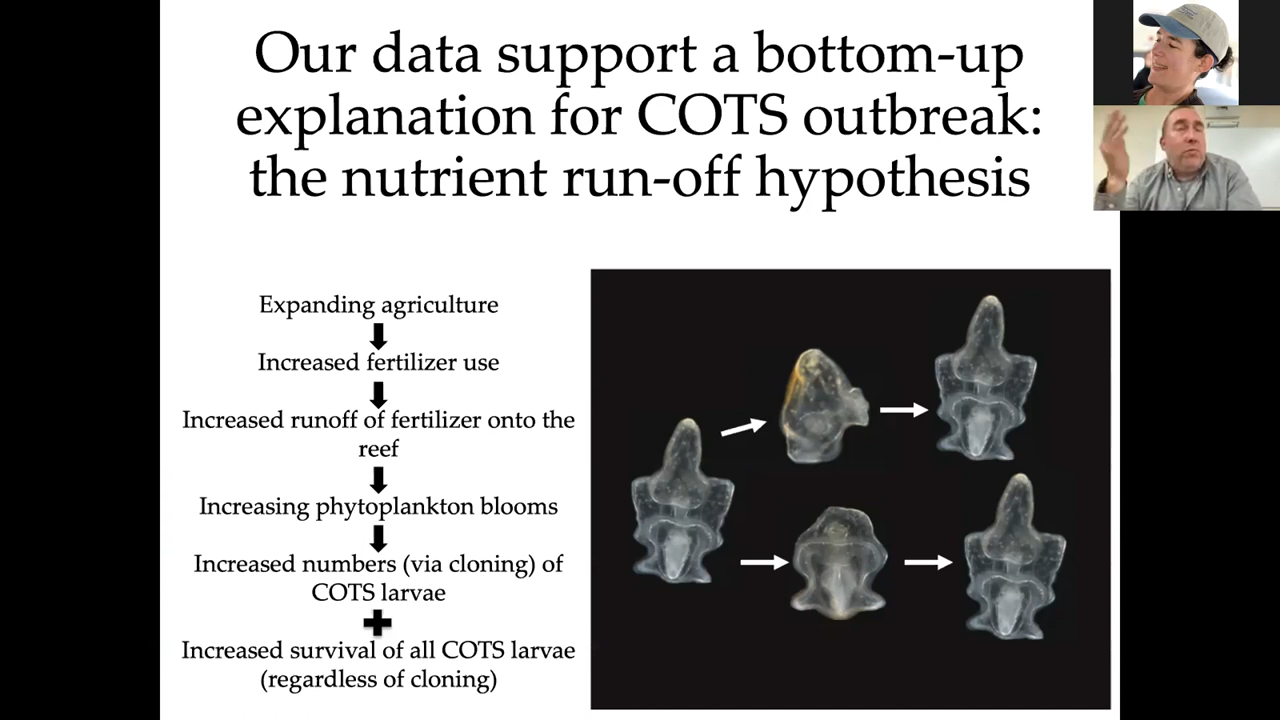 Our data support a bottom-up
explanation for COTS outbreak:
the nutrient run-off hypothesis
Expanding agriculture
Increased fertilizer use
Increased runoff of fertilizer onto the
reef
Increasing phytoplankton blooms
Increased numbers (via cloning) of
COTS larvae
Increased survival of all COTS larvae
(regardless of cloning)